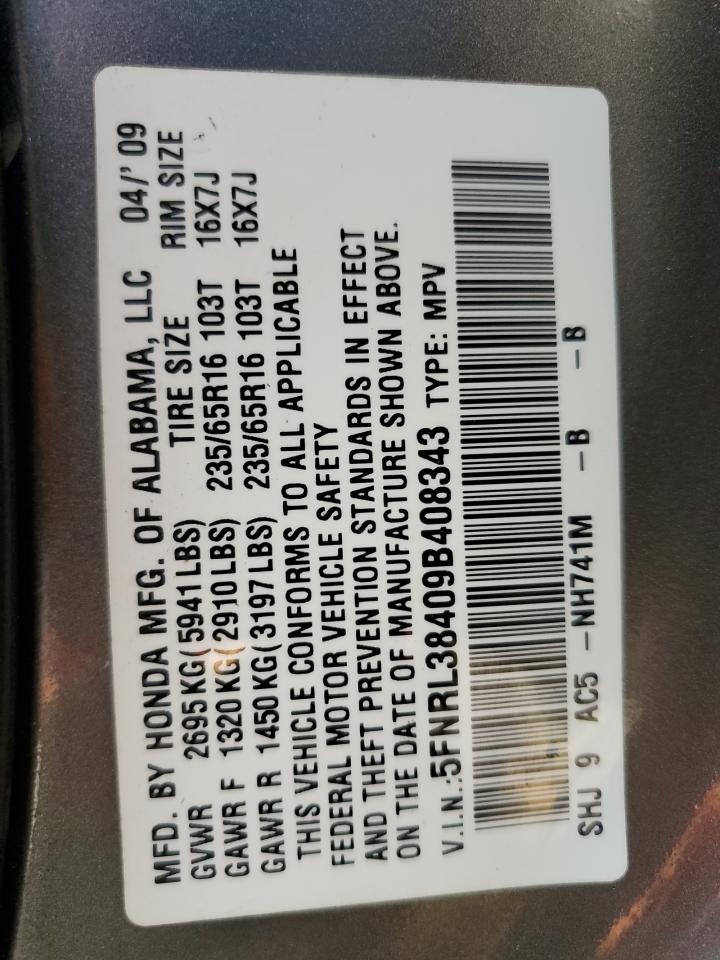 MFD. BY HONDA MFG. OF ALABAMA, LLC 04/'09
TIRE SIZE RIM SIZE
GVWR 2695KG(5941LBS)
GAWR F 1320KG(2910LBS) 235/65R16 103T 16X7J
GAWR R 1450KG(3197LBS) 235/65R16 103T 16X7J
THIS VEHICLE CONFORMS TO ALL APPLICABLE
FEDERAL MOTOR VEHICLE SAFETY
AND THEFT PREVENTION STANDARDS IN EFFECT
ON THE DATE OF MANUFACTURE SHOWN ABOVE.
V.I.N.:5FNRL38409B408343 TYPE: MPV
SHJ 9 AC5 -NH741M -B -B